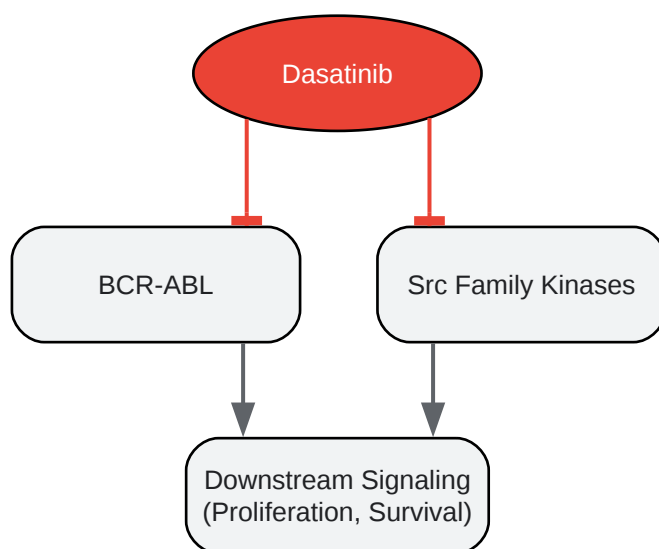 Dasatinib
BCR-ABL
Src Family Kinases
Downstream Signaling
(Proliferation, Survival)